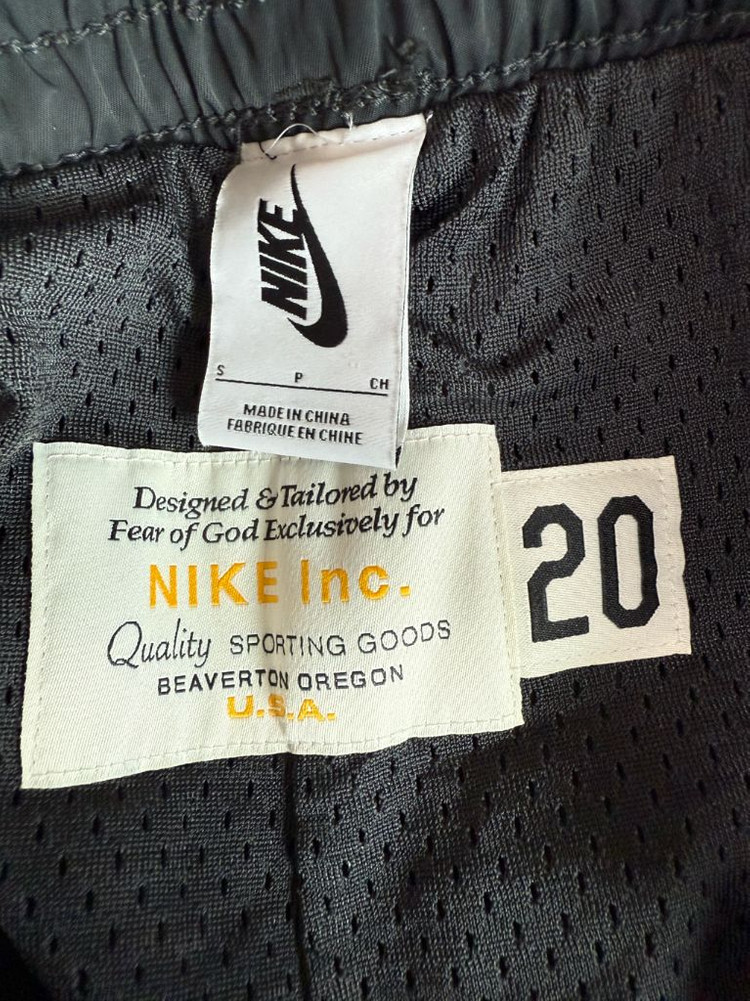 NIKE
S P CH
MADE IN CHINA
FABRIQUE EN CHINE
Designed & Tailored by
Fear of God Exclusively for
NIKE Inc.
Quality SPORTING GOODS
BEAVERTON OREGON
U.S.A.
20